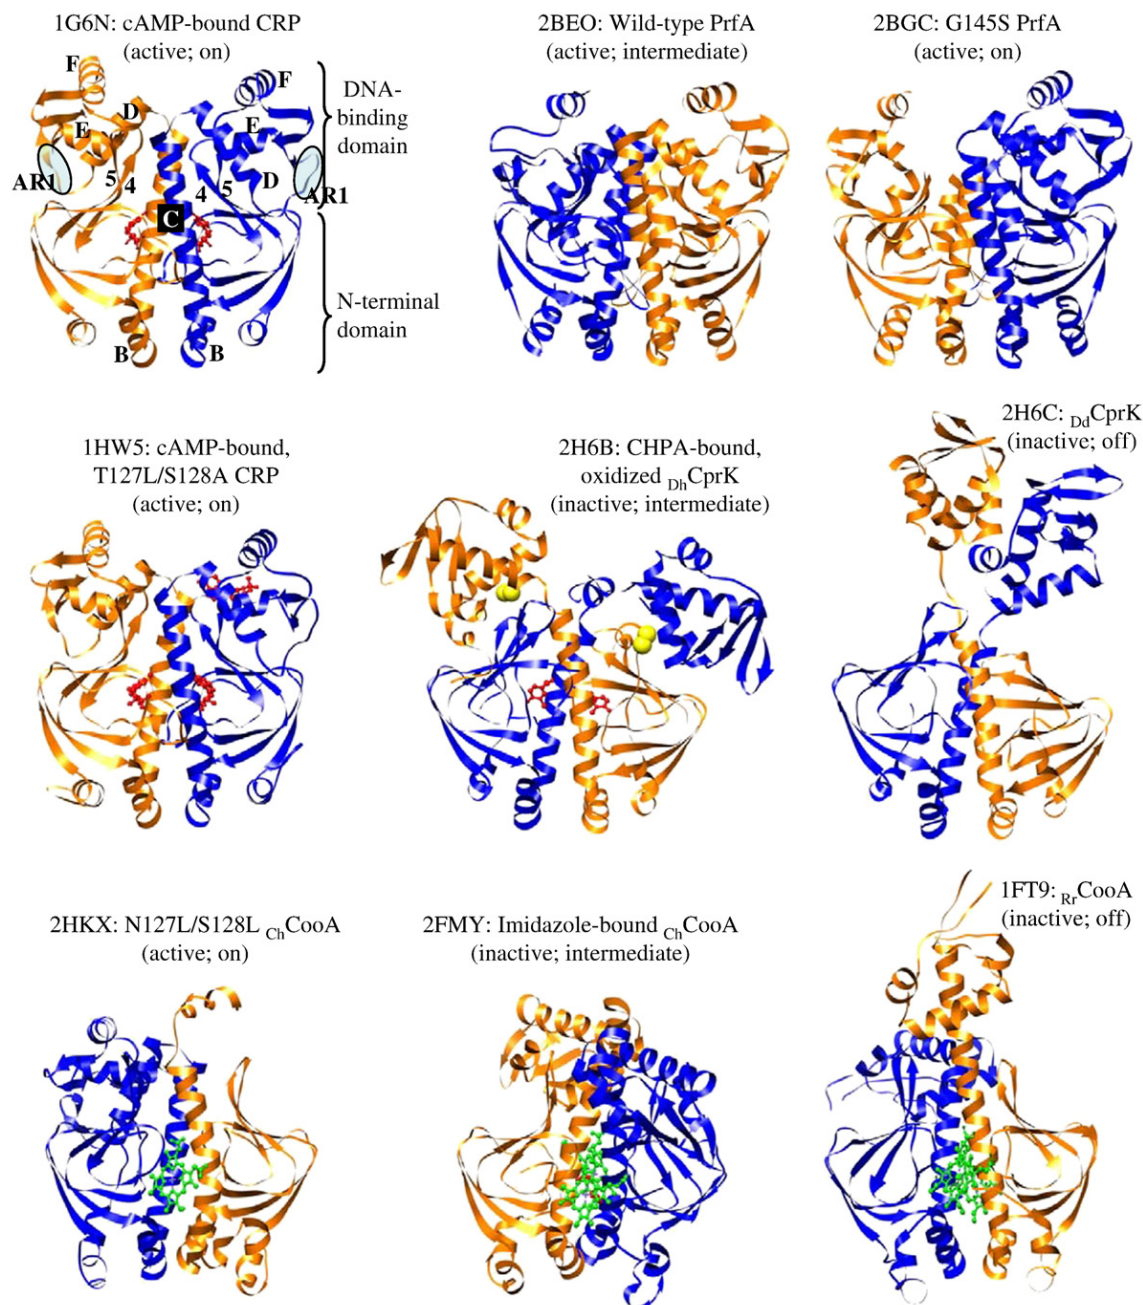 1G6N: cAMP-bound CRP
(active; on)
2BEO: Wild-type PrfA
(active; intermediate)
2BGC: G145S PrfA
(active; on)
F
F
D
E
E
DNA-
binding
domain
AR1
5
4
4
5
D
AR1
C
N-terminal
domain
B
B
1HW5: cAMP-bound,
T127L/S128A CRP
(active; on)
2H6B: CHPA-bound,
oxidized DhCprK
(inactive; intermediate)
2H6C: DdCprK
(inactive; off)
2HKX: N127L/S128L ChCooA
(active; on)
2FMY: Imidazole-bound ChCooA
(inactive; intermediate)
1FT9: RrCooA
(inactive; off)